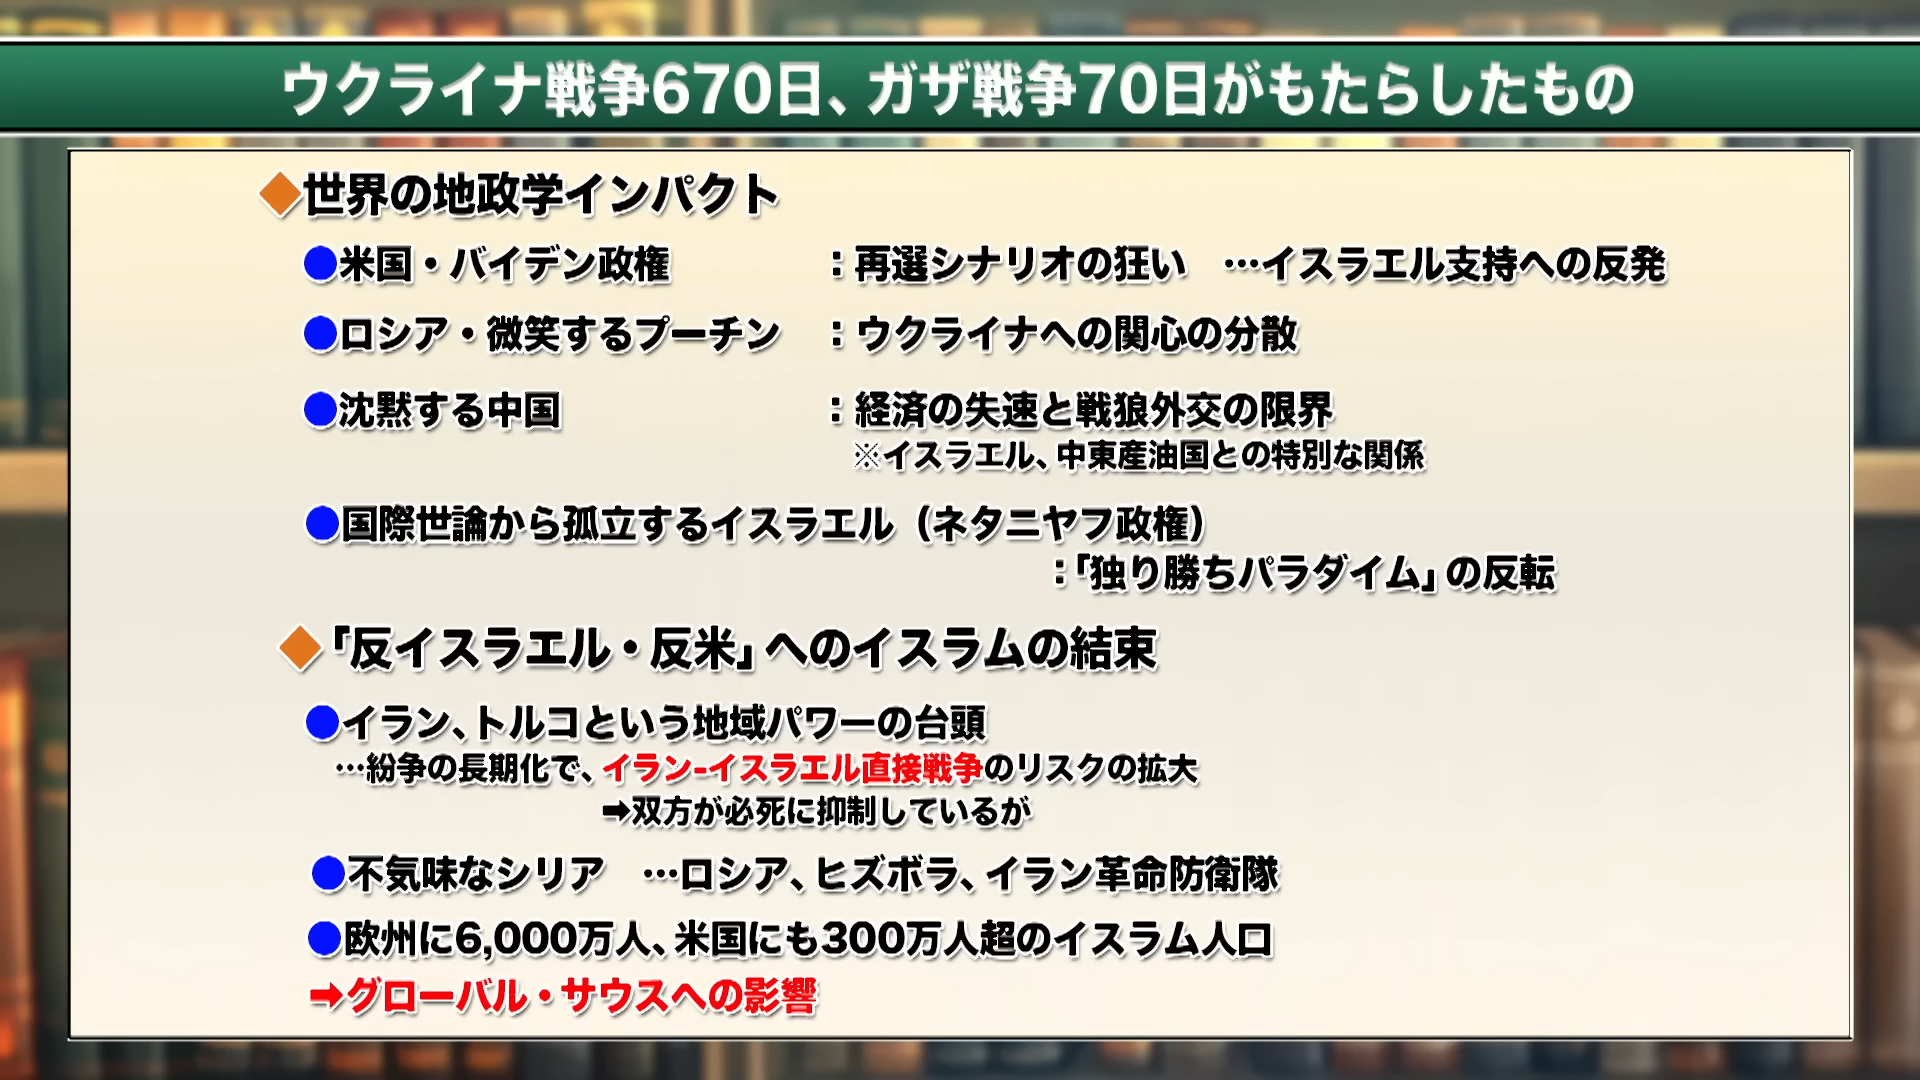 ウクライナ戦争670日、ガザ戦争70日がもたらしたもの
◆世界の地政学インパクト
●米国・バイデン政権　：再選シナリオの狂い　…イスラエル支持への反発
●ロシア・微笑するプーチン　：ウクライナへの関心の分散
●沈黙する中国　：経済の失速と戦狼外交の限界
※イスラエル、中東産油国との特別な関係
●国際世論から孤立するイスラエル（ネタニヤフ政権）
：「独り勝ちパラダイム」の反転
◆「反イスラエル・反米」へのイスラムの結束
●イラン、トルコという地域パワーの台頭
…紛争の長期化で、イラン-イスラエル直接戦争のリスクの拡大
➡双方が必死に抑制しているが
●不気味なシリア　…ロシア、ヒズボラ、イラン革命防衛隊
●欧州に6,000万人、米国にも300万人超のイスラム人口
➡グローバル・サウスへの影響